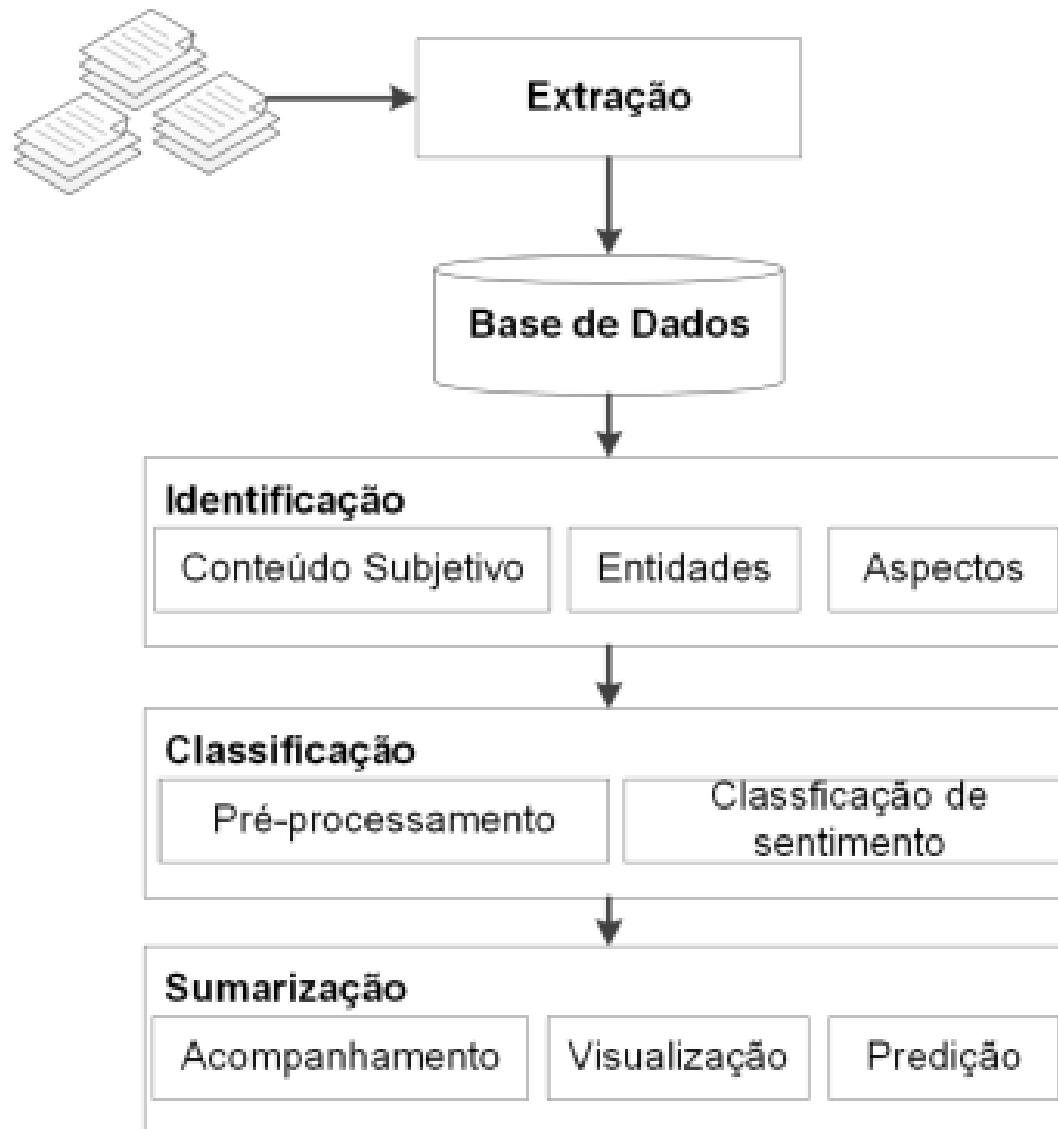 Extração
Base de Dados
Identificação
Conteúdo Subjetivo
Entidades
Aspectos
Classificação
Pré-processamento
Classficação de
sentimento
Sumarização
Acompanhamento
Visualização
Predição